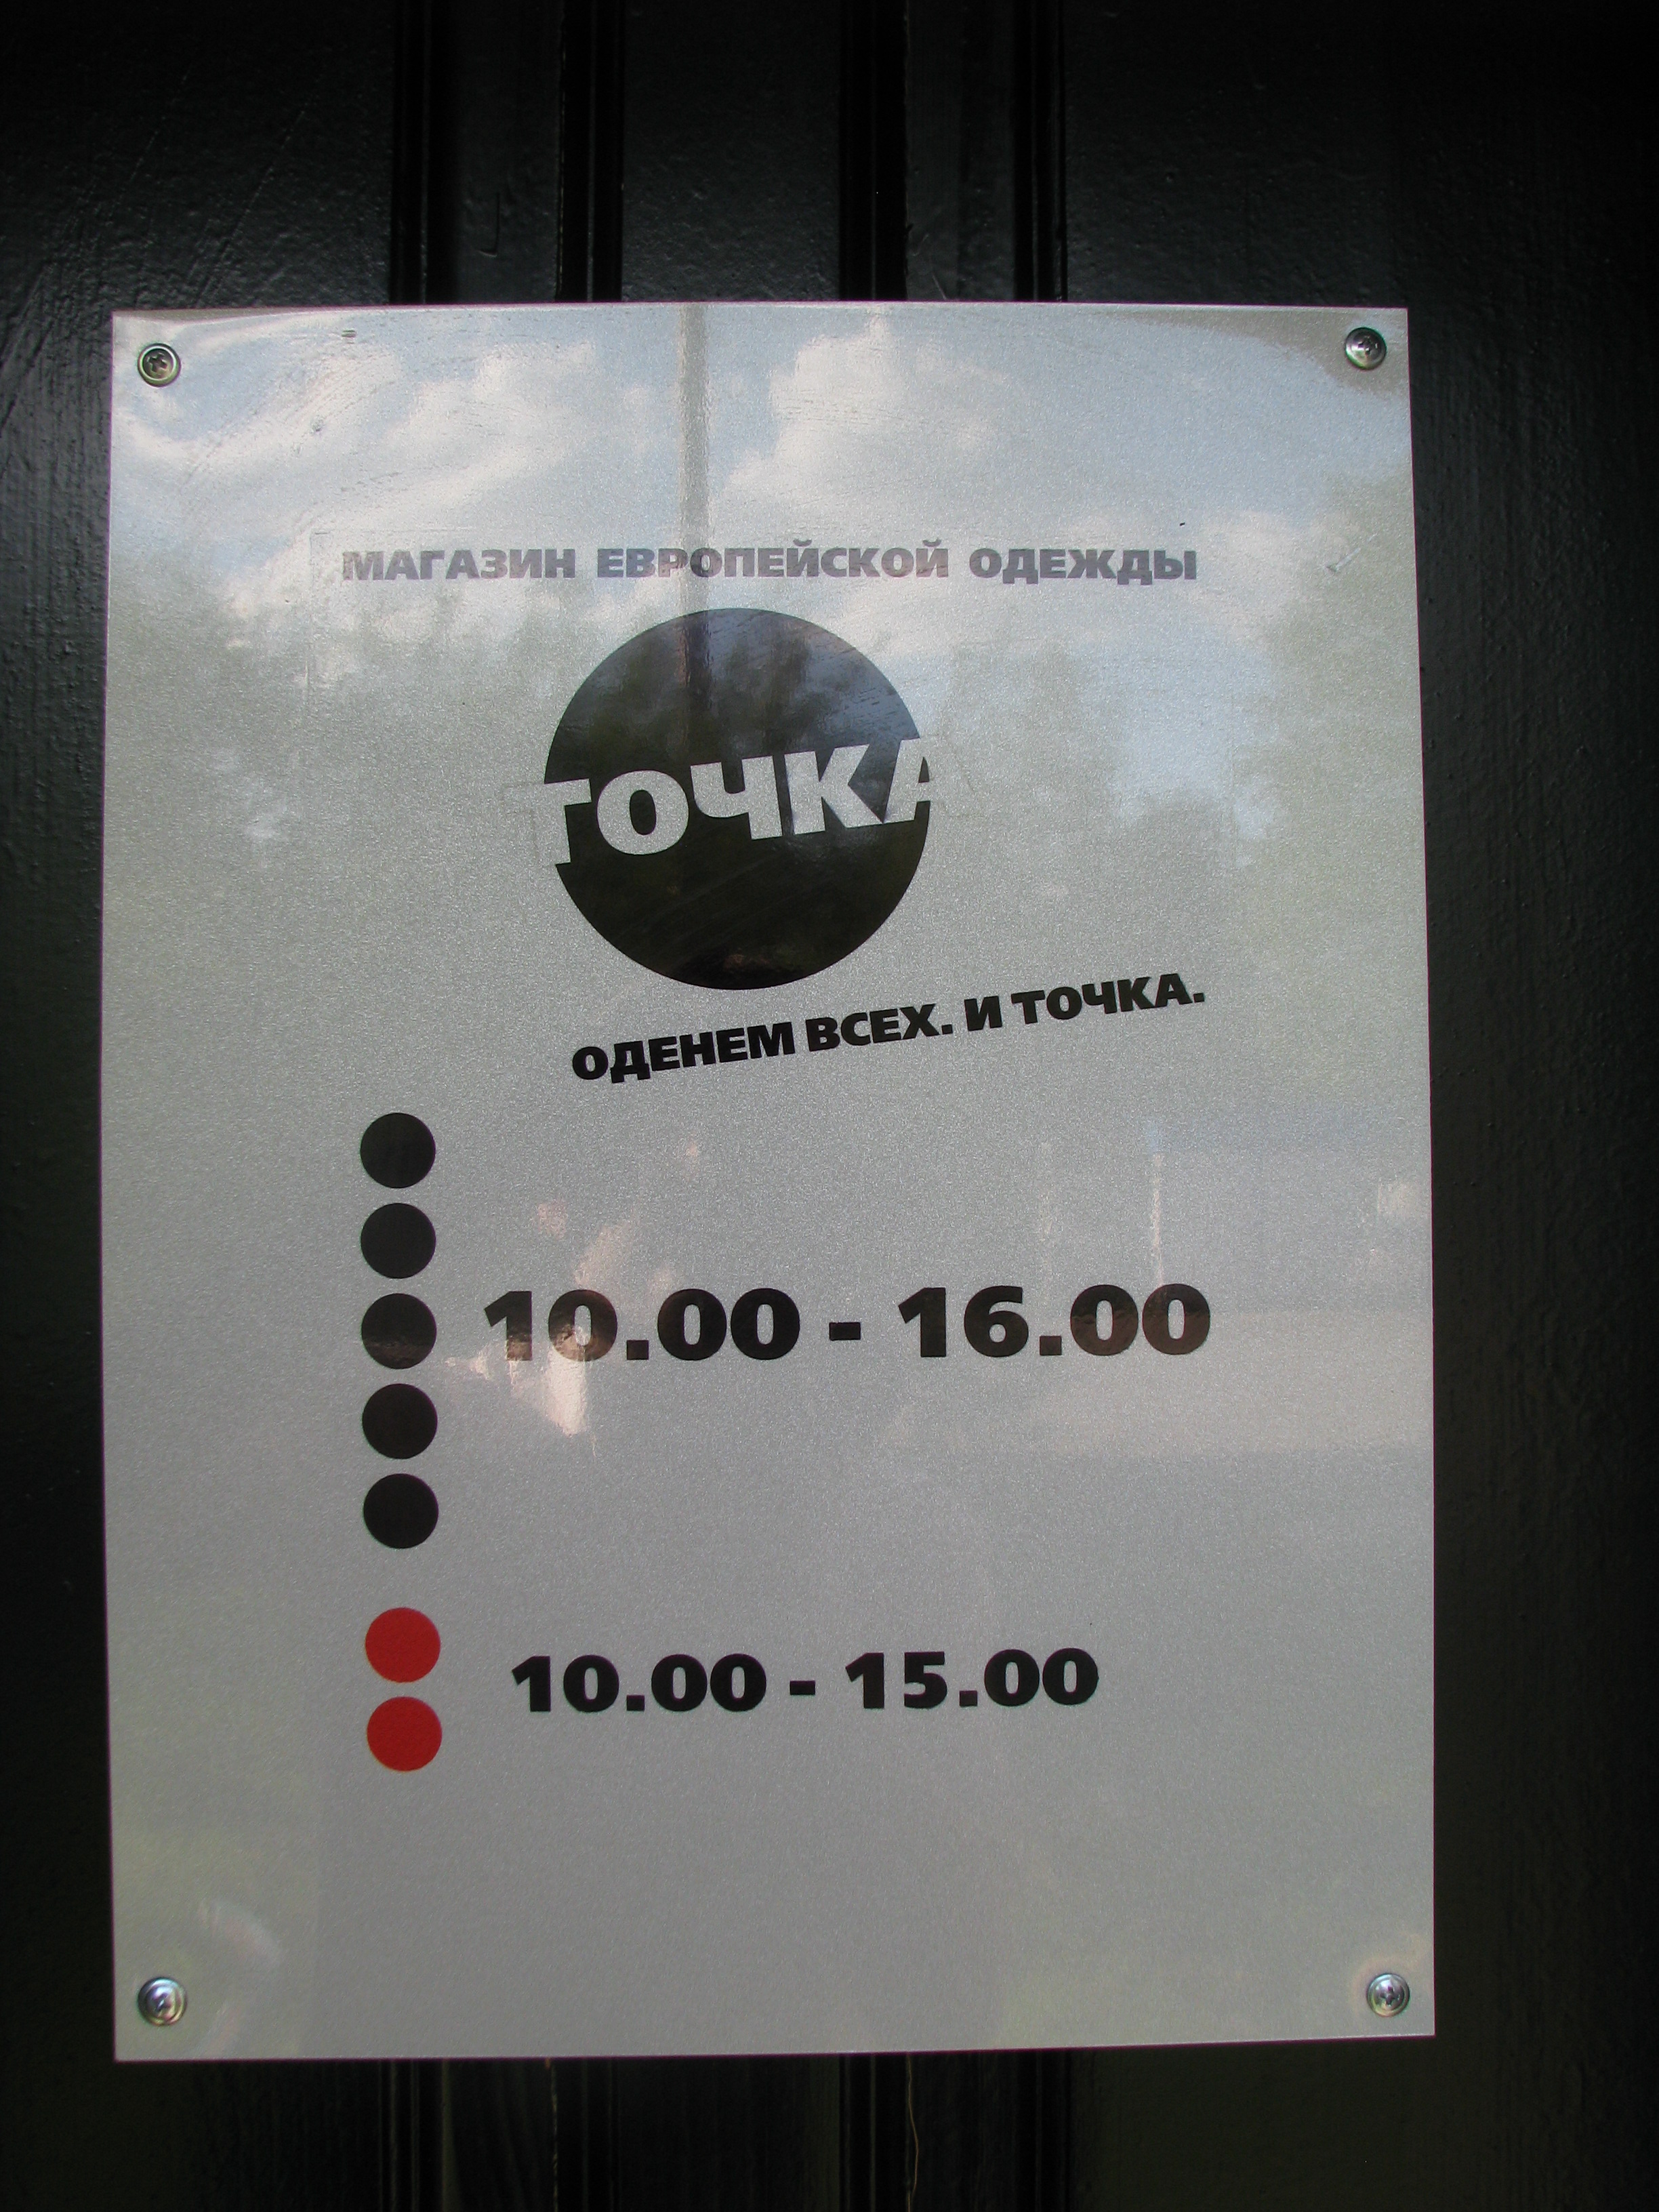 МАГАЗИН ЕВРОПЕЙСКОЙ ОДЕЖДЫ
ТОЧКА
ОДЕНЕМ ВСЕХ. И ТОЧКА.
10.00 - 16.00
10.00 - 15.00